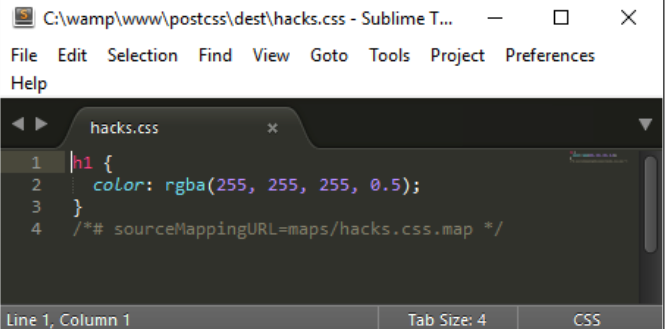 C:\wamp\www\postcss\dest\hacks.css - Sublime T...
File Edit Selection Find View Goto Tools Project Preferences
Help
hacks.css
1 h1 {
2   color: rgba(255, 255, 255, 0.5);
3 }
4 /*# sourceMappingURL=maps/hacks.css.map */
Line 1, Column 1 Tab Size: 4 CSS